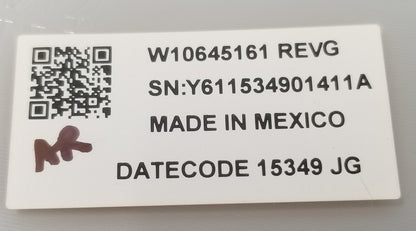 W10645161 REVG
SN:Y611534901411A
MADE IN MEXICO
DATECODE 15349 JG